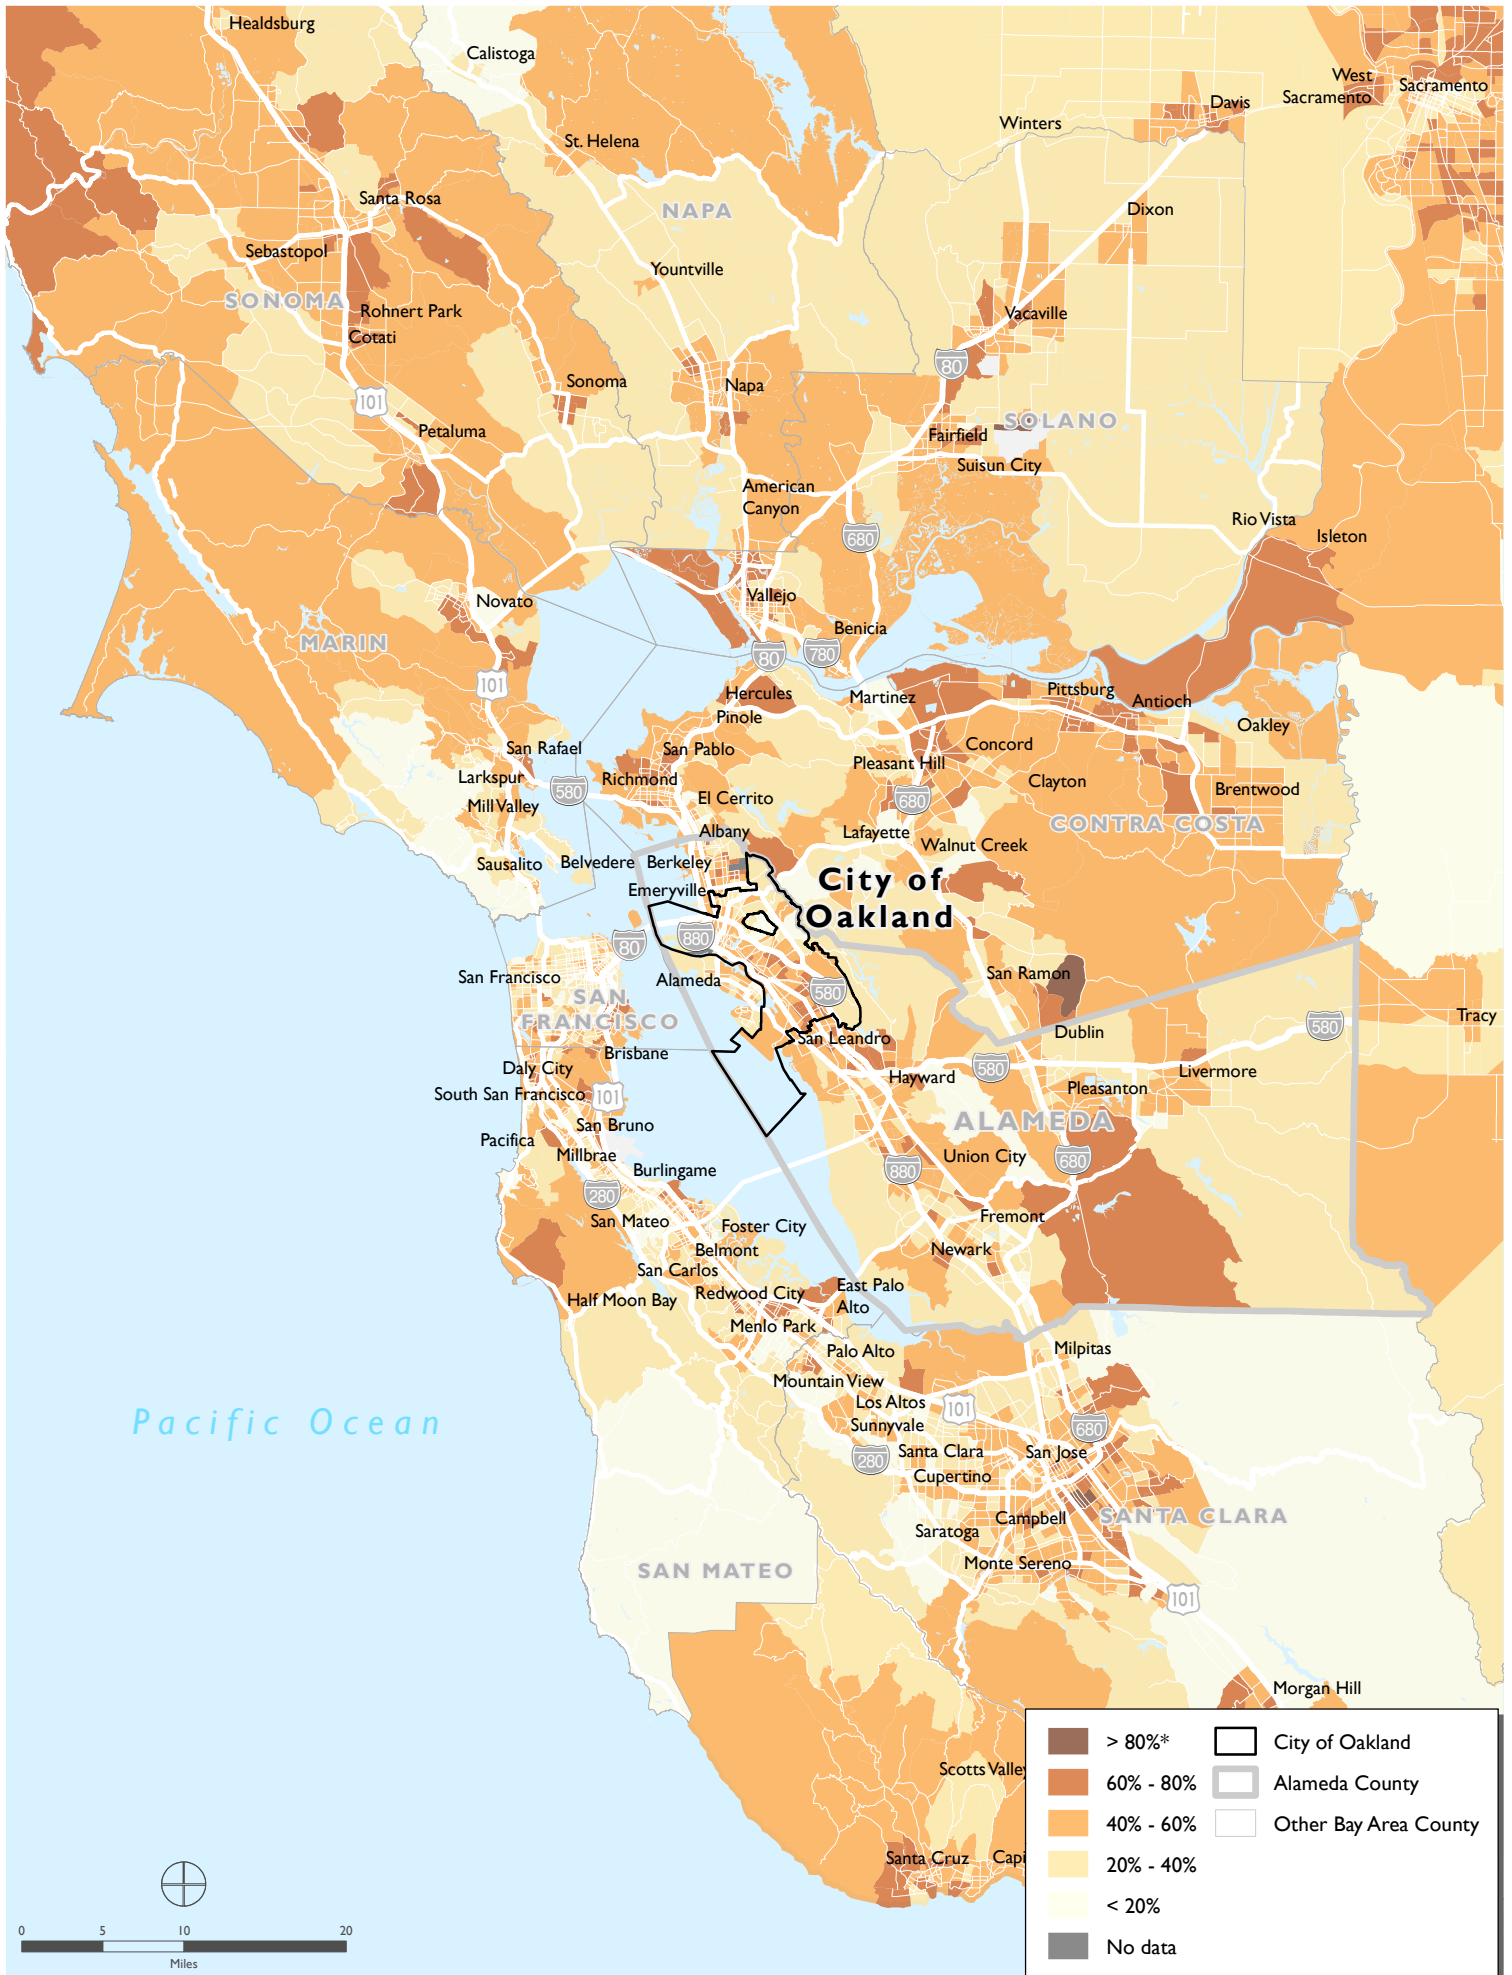 Healdsburg
Calistoga
West
Sacramento
Sacramento
Davis
Winters
St. Helena
Santa Rosa
NAPA
Dixon
Sebastopol
Yountville
SONOMA
Rohnert Park
Vacaville
Cotati
80
Sonoma
Napa
101
SOLANO
Petaluma
Fairfield
Suisun City
American
Canyon
Rio Vista
680
Isleton
Vallejo
Novato
Benicia
MARIN
80
780
101
Hercules
Martinez
Pittsburg
Antioch
Pinole
Oakley
San Rafael
San Pablo
Concord
Pleasant Hill
Larkspur
Richmond
580
Clayton
Brentwood
Mill Valley
El Cerrito
680
Albany
Lafayette
CONTRA COSTA
Walnut Creek
Sausalito
Belvedere
Berkeley
City of
Oakland
Emeryville
880
80
San Francisco
Alameda
San Ramon
SAN
FRANCISCO
580
Tracy
580
San Leandro
Dublin
Brisbane
Daly City
580
Livermore
Hayward
Pleasanton
South San Francisco
101
ALAMEDA
San Bruno
Pacifica
Millbrae
Union City
680
Burlingame
880
280
San Mateo
Foster City
Fremont
Belmont
Newark
San Carlos
East Palo
Alto
Redwood City
Half Moon Bay
Menlo Park
Palo Alto
Milpitas
Mountain View
Los Altos
101
Pacific Ocean
Sunnyvale
680
Santa Clara
San Jose
280
Cupertino
Campbell
SANTA CLARA
Saratoga
Monte Sereno
SAN MATEO
101
Morgan Hill
Scotts Valley
Santa Cruz
Capi
> 80%*
60% - 80%
40% - 60%
20% - 40%
< 20%
No data
City of Oakland
Alameda County
Other Bay Area County
0
5
10
20
Miles